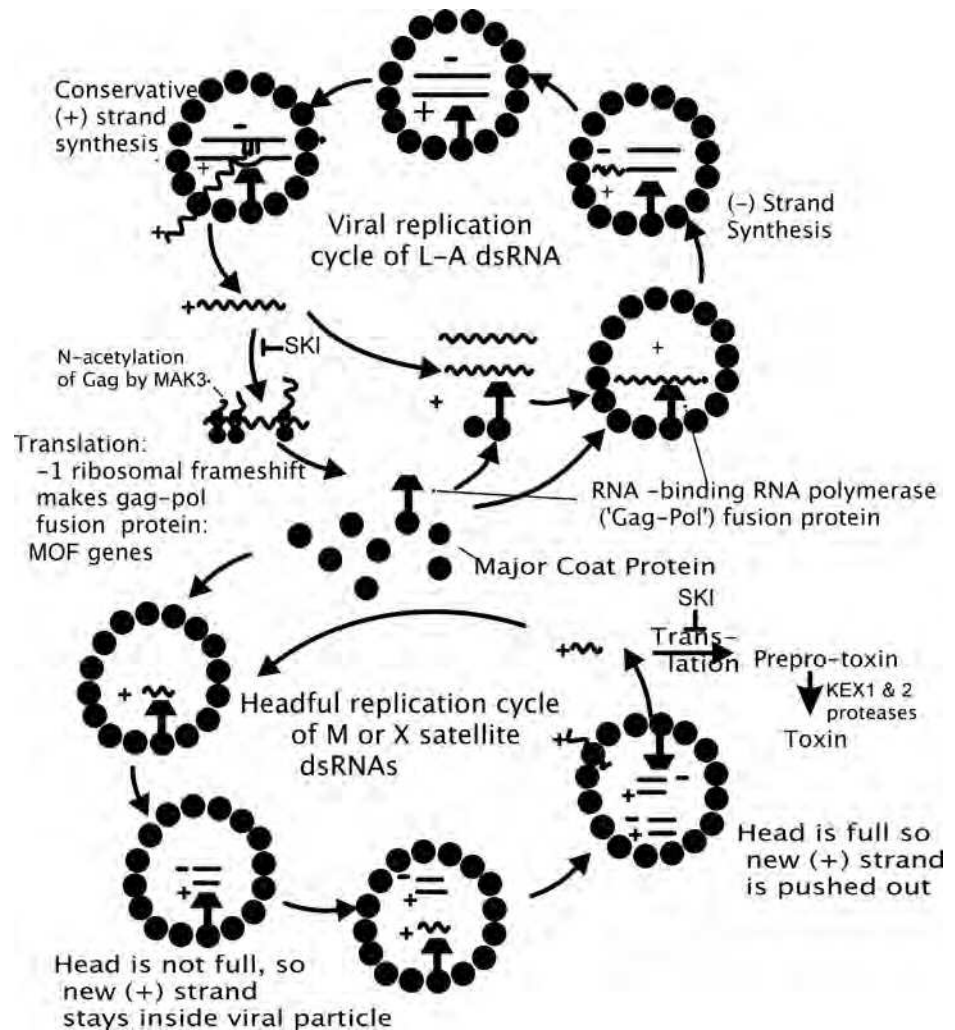 Conservative
(+) strand
synthesis
-
+
-
+
+
-
+
(-) Strand
Synthesis
Viral replication
cycle of L-A dsRNA
+
SKI
N-acetylation
of Gag by MAK3
+
+
Translation:
-1 ribosomal frameshift
makes gag-pol
fusion protein:
MOF genes
RNA -binding RNA polymerase
('Gag-Pol') fusion protein
Major Coat Protein
SKI
+
Trans-
lation
Prepro-toxin
KEX1 & 2
proteases
Toxin
+
Headful replication cycle
of M or X satellite
dsRNAs
+
-
+
-
+
Head is full so
new (+) strand
is pushed out
-
+
-
+
+
Head is not full, so
new (+) strand
stays inside viral particle